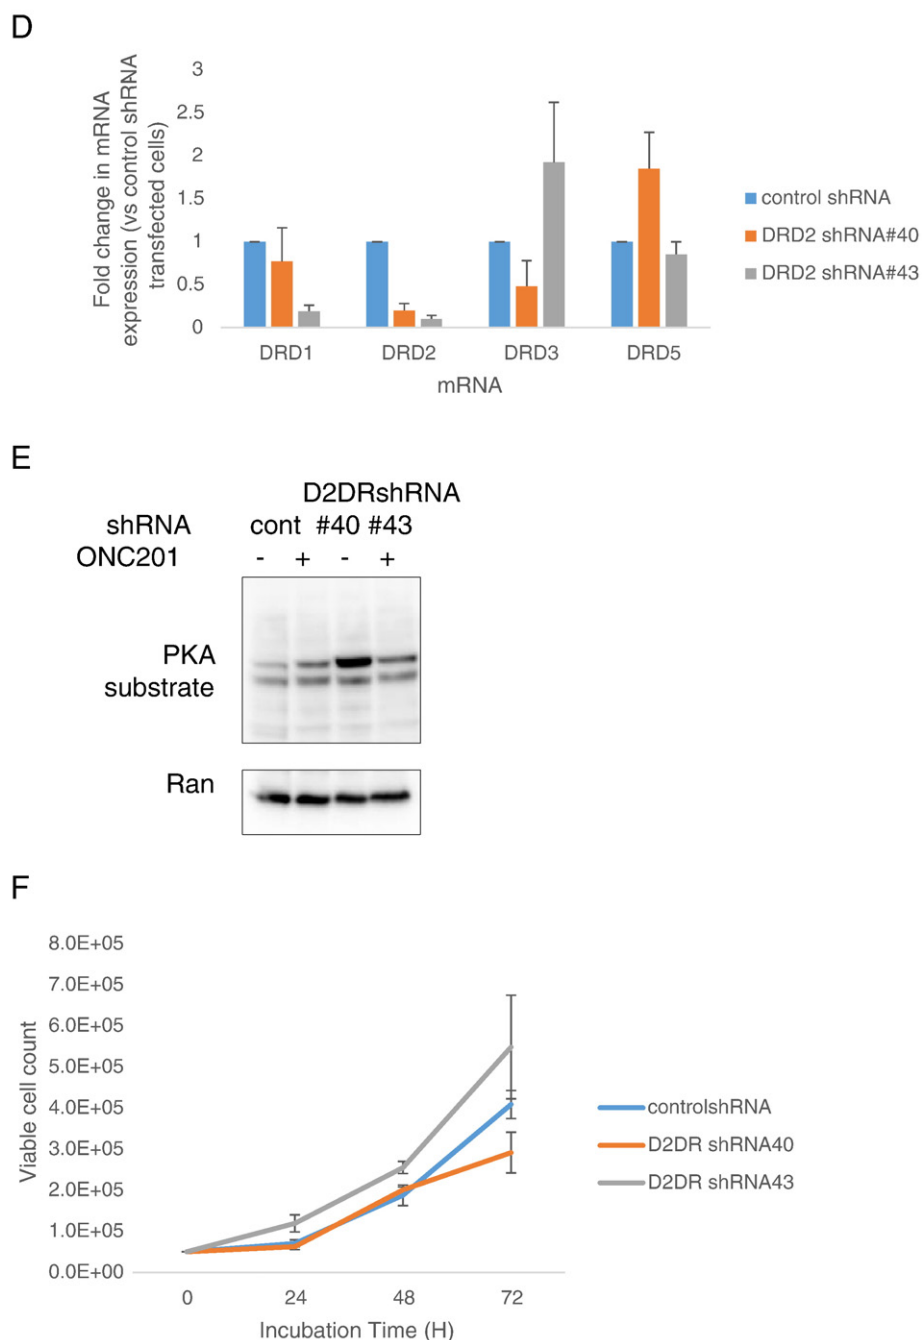 D
Fold change in mRNA
expression (vs control shRNA
transfected cells)
3
2.5
2
1.5
1
0.5
0
DRD1 DRD2 DRD3 DRD5
mRNA
control shRNA
DRD2 shRNA#40
DRD2 shRNA#43
E
D2DRshRNA
shRNA cont #40 #43
ONC201 - + - +
PKA
substrate
Ran
F
Viable cell count
8.0E+05
7.0E+05
6.0E+05
5.0E+05
4.0E+05
3.0E+05
2.0E+05
1.0E+05
0.0E+00
0 24 48 72
Incubation Time (H)
controlshRNA
D2DR shRNA40
D2DR shRNA43